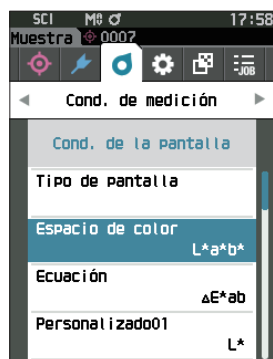 SCI M∅ 17:58
Muestra 0007
-JOB
Cond. de medición
Cond. de la pantalla
Tipo de pantalla
Espacio de color
L*a*b*
Ecuación
ΔE*ab
Personalizado01
L*